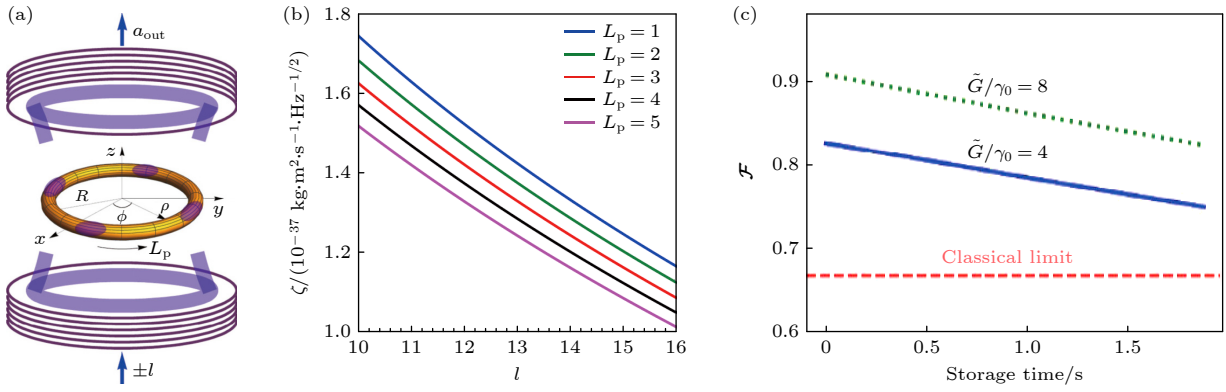 (a)
a_out
z
R
ϕ
ρ
y
x
L_p
±l
(b)
ζ/(10⁻³⁷ kg·m²·s⁻¹·Hz⁻¹/²)
1.8
1.6
1.4
1.2
1.0
L_p = 1
L_p = 2
L_p = 3
L_p = 4
L_p = 5
10 11 12 13 14 15 16
l
(c)
ℱ
0.9
0.8
0.7
0.6
G̃/γ₀ = 8
G̃/γ₀ = 4
Classical limit
0 0.5 1.0 1.5
Storage time/s